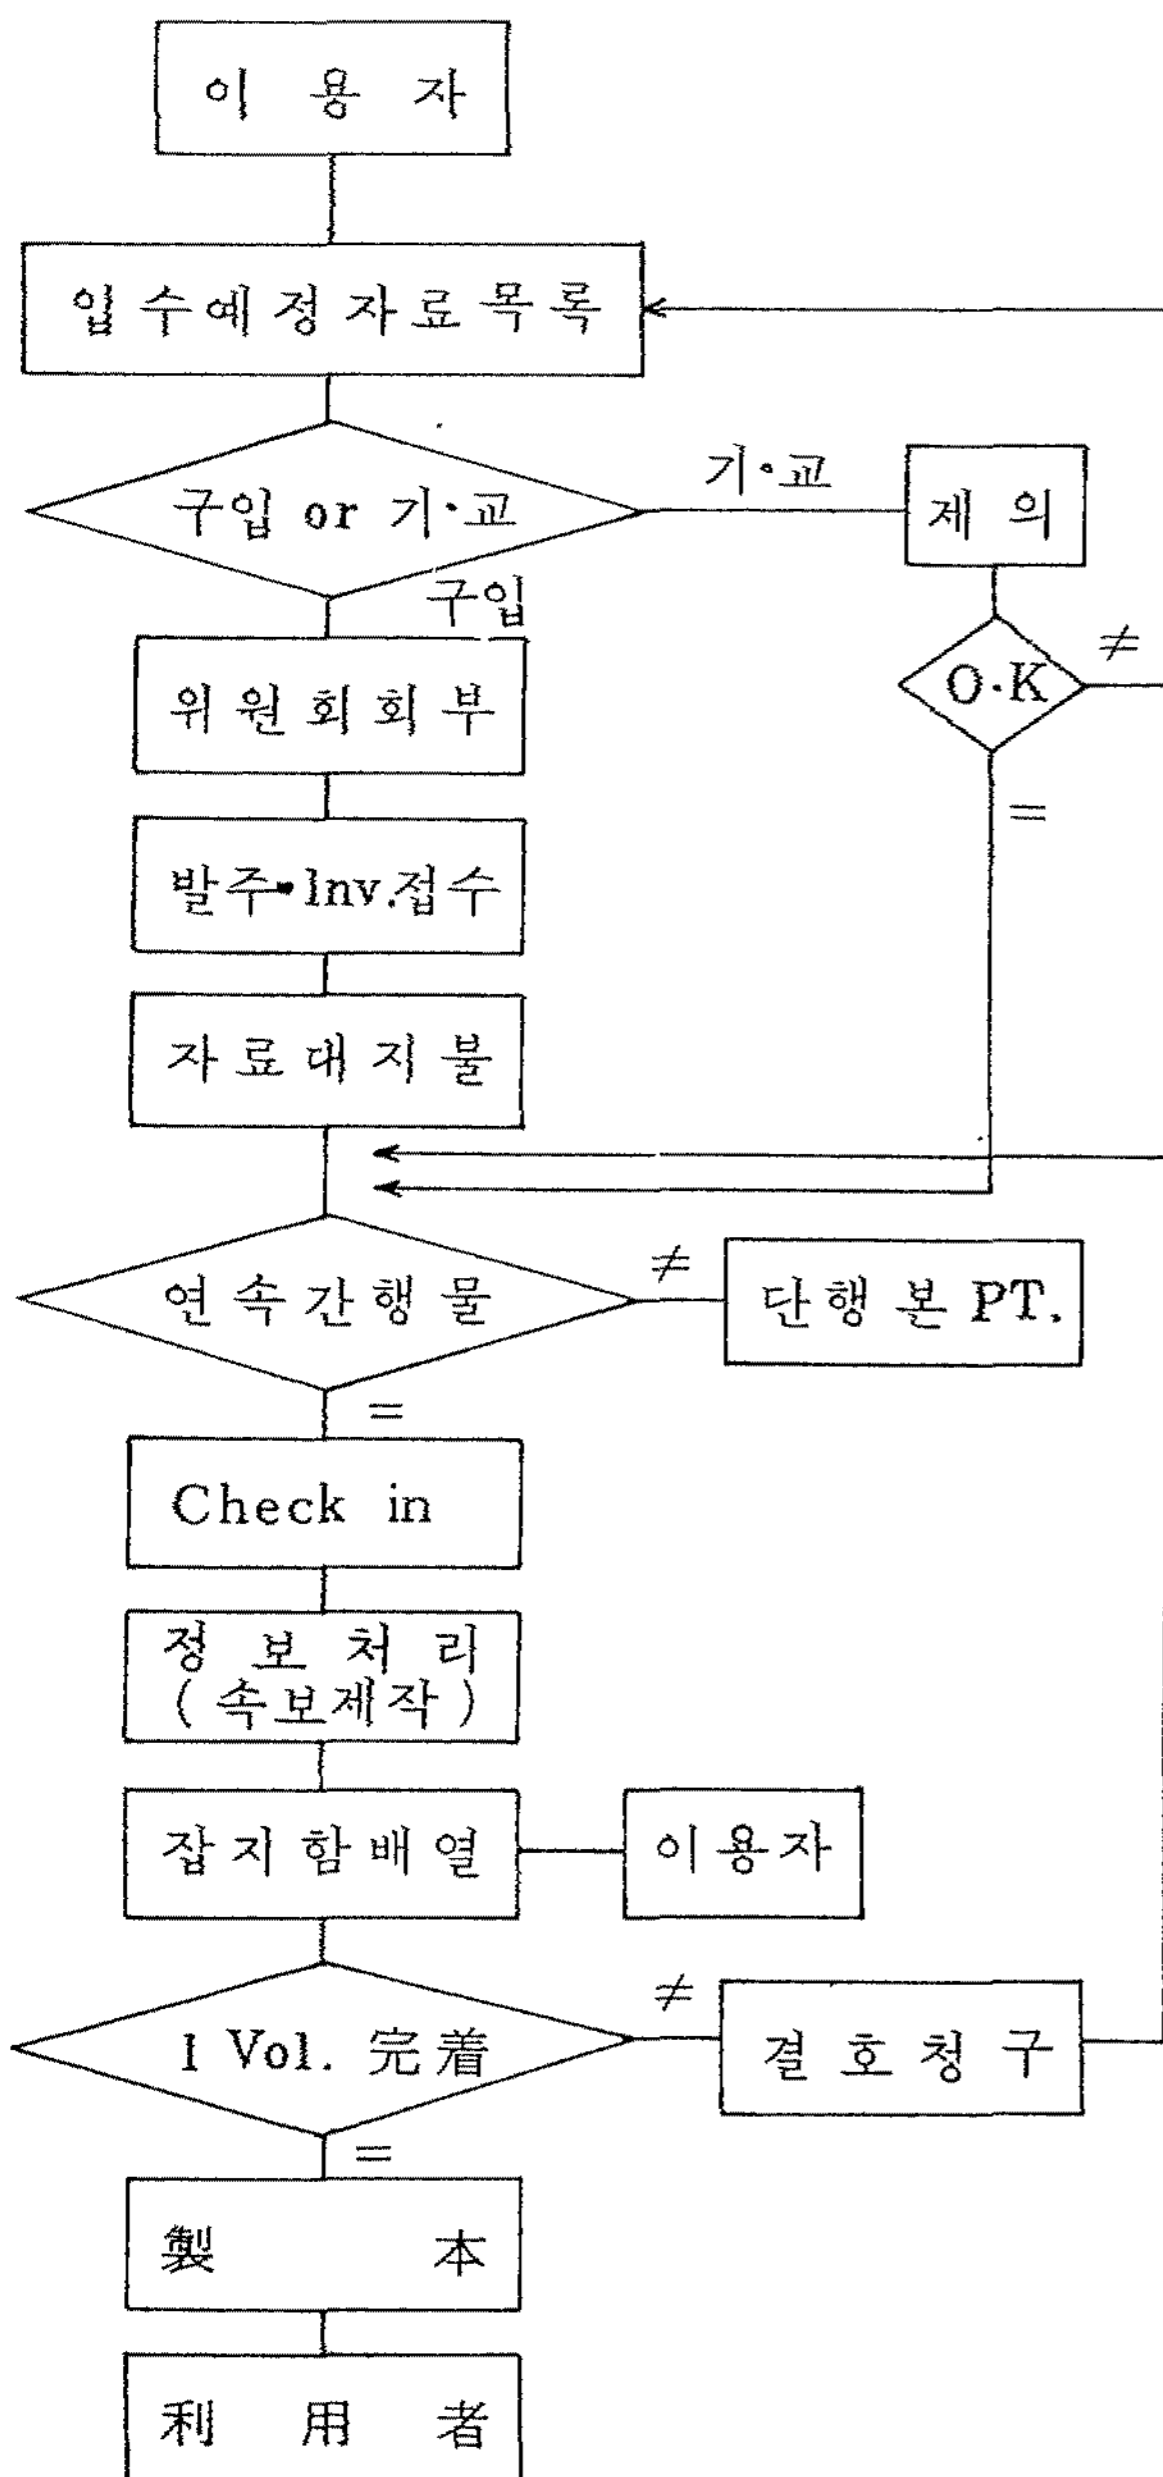 이 용 자
입수예정자료목록
구입 or 기·교
기·교
제 의
구입
O·K
≠
위원회회부
=
발주·Inv.접수
자료대지불
연속간행물
≠
단행본 PT.
=
Check in
정 보 처 리
(속보제작)
잡지함배열
이용자
1 Vol. 完着
≠
결호청구
=
製 本
利 用 者